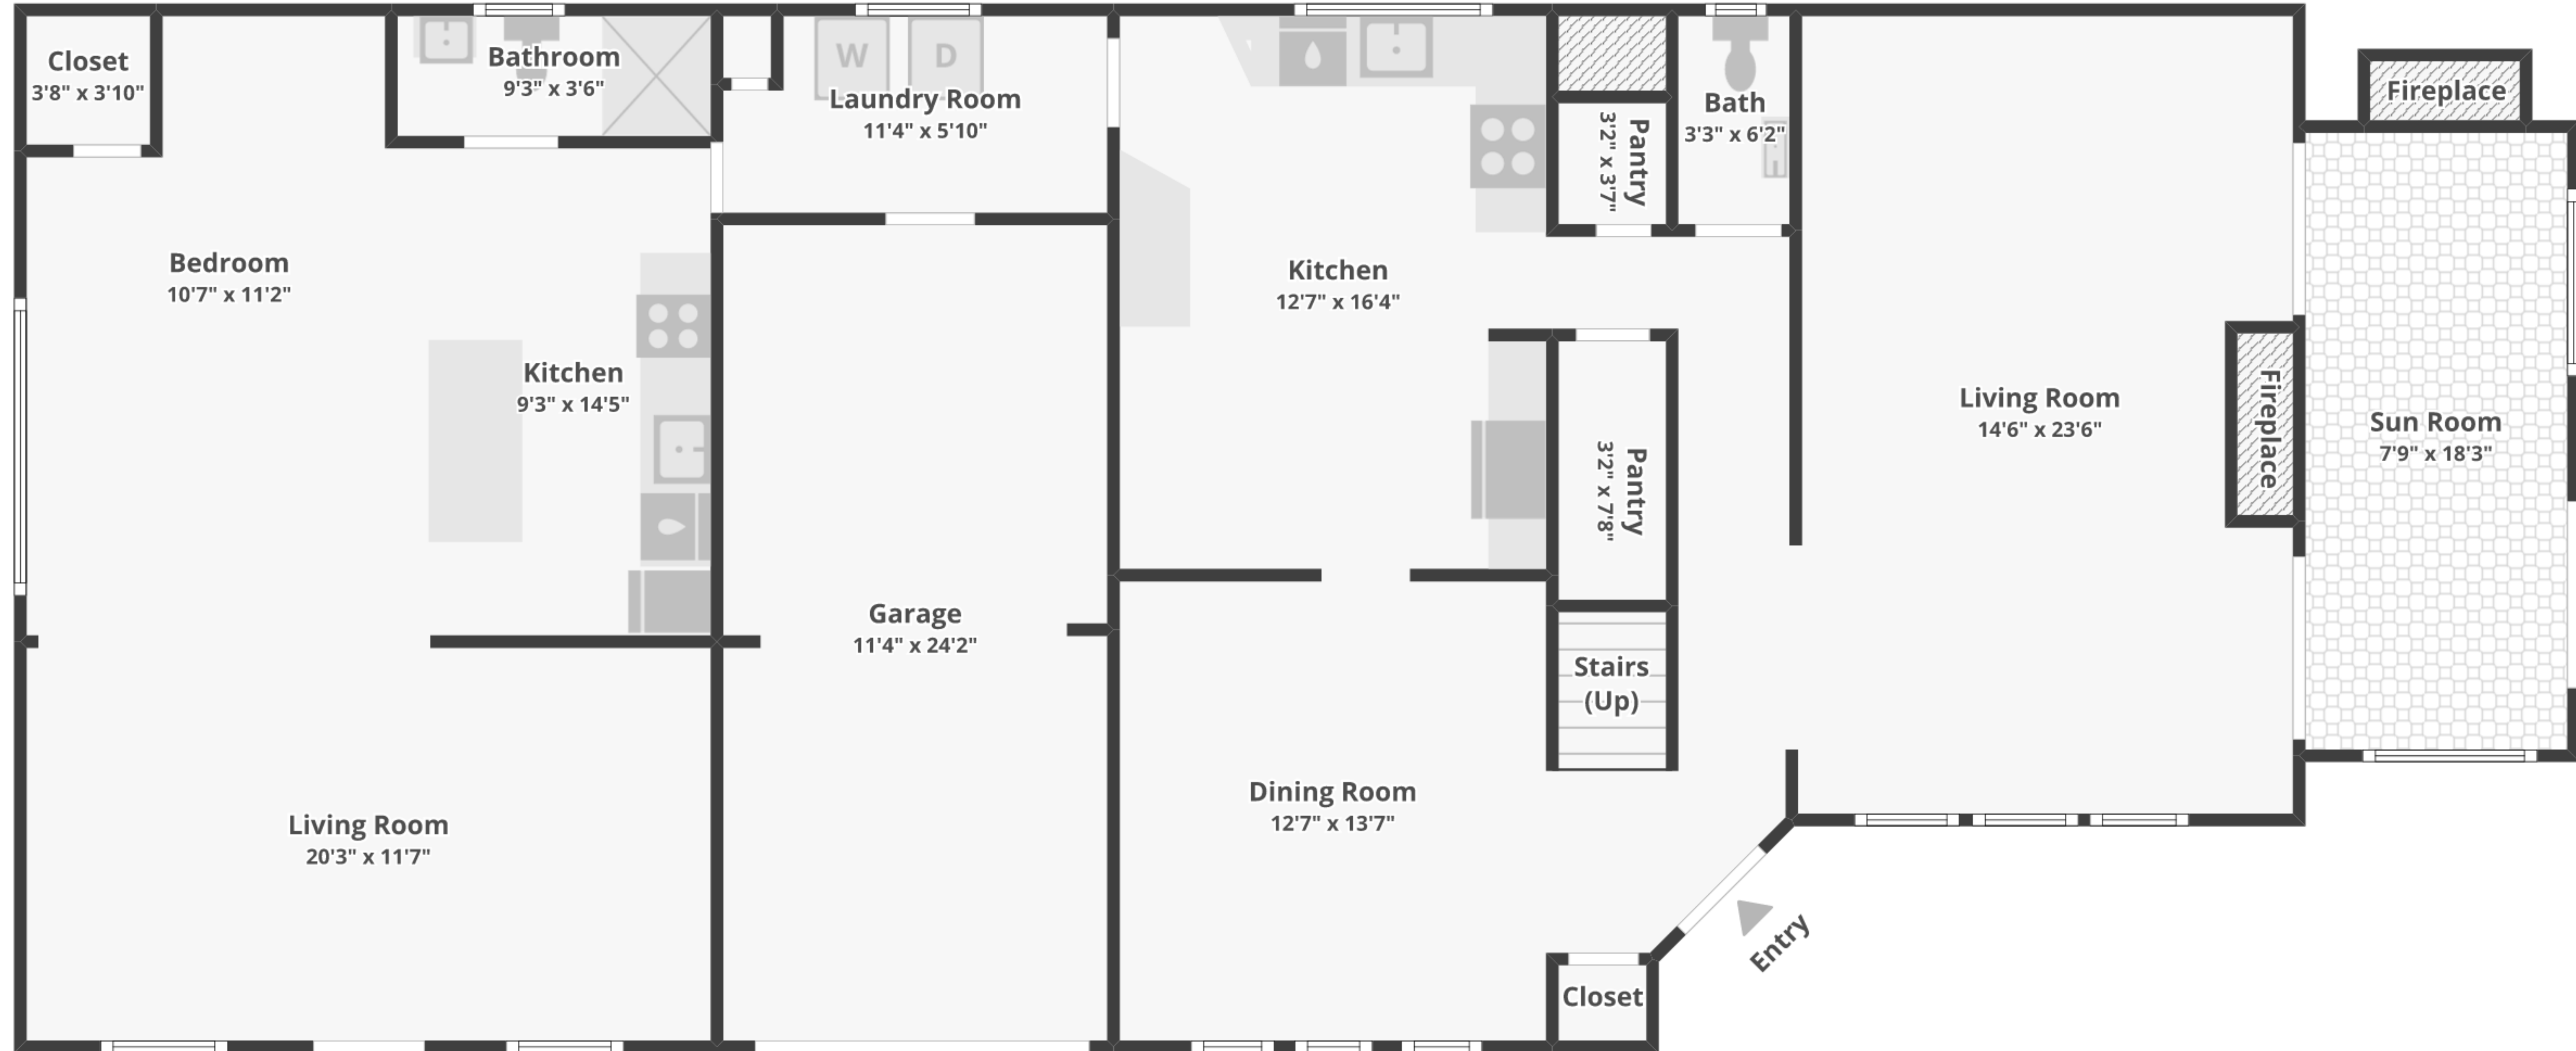 Closet
3'8" x 3'10"
Bathroom
9'3" x 3'6"
W
D
Laundry Room
11'4" x 5'10"
Pantry
3'2" x 3'7"
Bath
3'3" x 6'2"
Fireplace
Bedroom
10'7" x 11'2"
Kitchen
9'3" x 14'5"
Kitchen
12'7" x 16'4"
Living Room
14'6" x 23'6"
Fireplace
Sun Room
7'9" x 18'3"
Pantry
3'2" x 7'8"
Garage
11'4" x 24'2"
Stairs
(Up)
Living Room
20'3" x 11'7"
Dining Room
12'7" x 13'7"
Entry
Closet